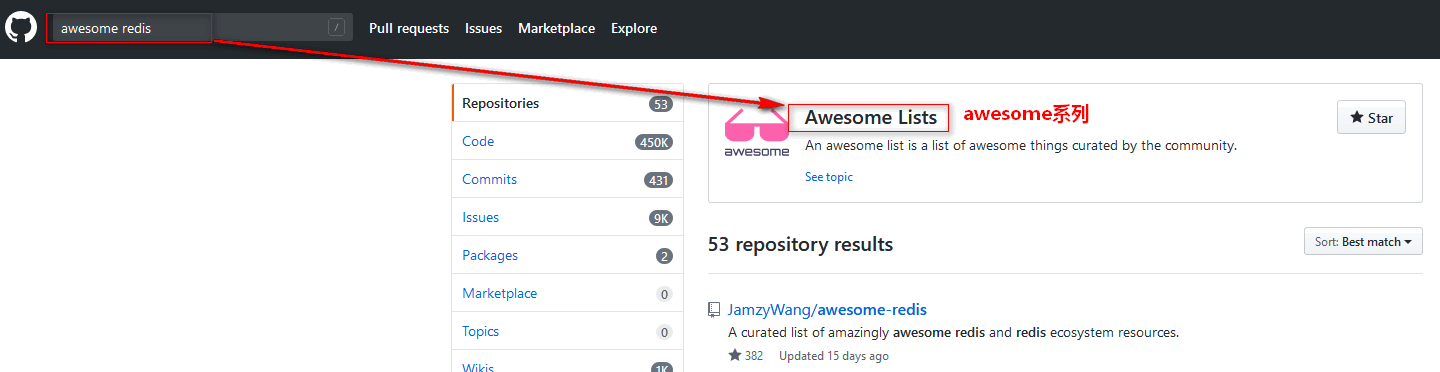 awesome redis / Pull requests Issues Marketplace Explore
Repositories 53
Code 450K
Commits 431
Issues 9K
Packages 2
Marketplace 0
Topics 0
Wikis 1K
awesome
Awesome Lists awesome系列
Star
An awesome list is a list of awesome things curated by the community.
See topic
53 repository results
Sort: Best match
JamzyWang/awesome-redis
A curated list of amazingly awesome redis and redis ecosystem resources.
382 Updated 15 days ago